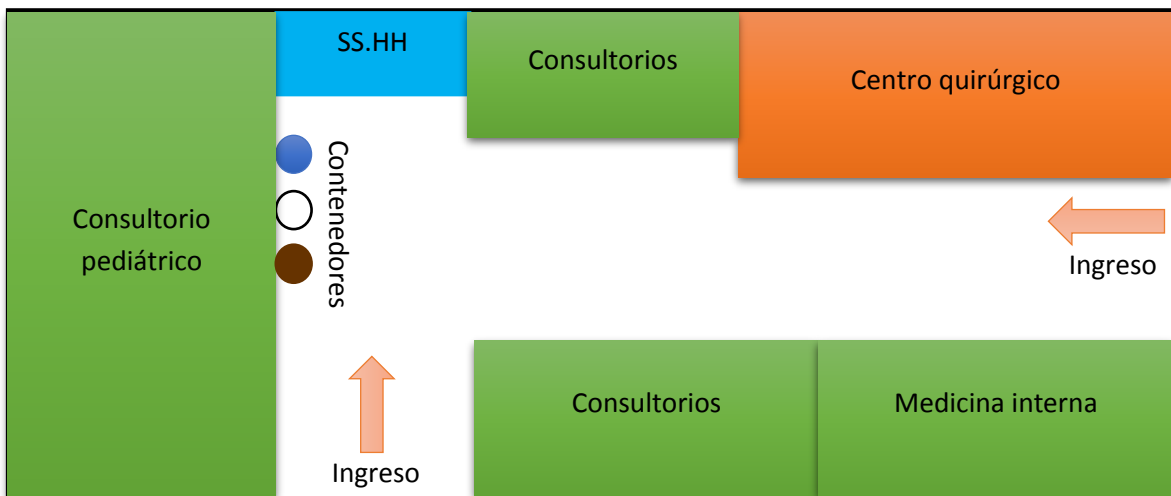 SS.HH
Consultorios
Centro quirúrgico
Contenedores
Consultorio
pediátrico
Ingreso
Consultorios
Medicina interna
Ingreso